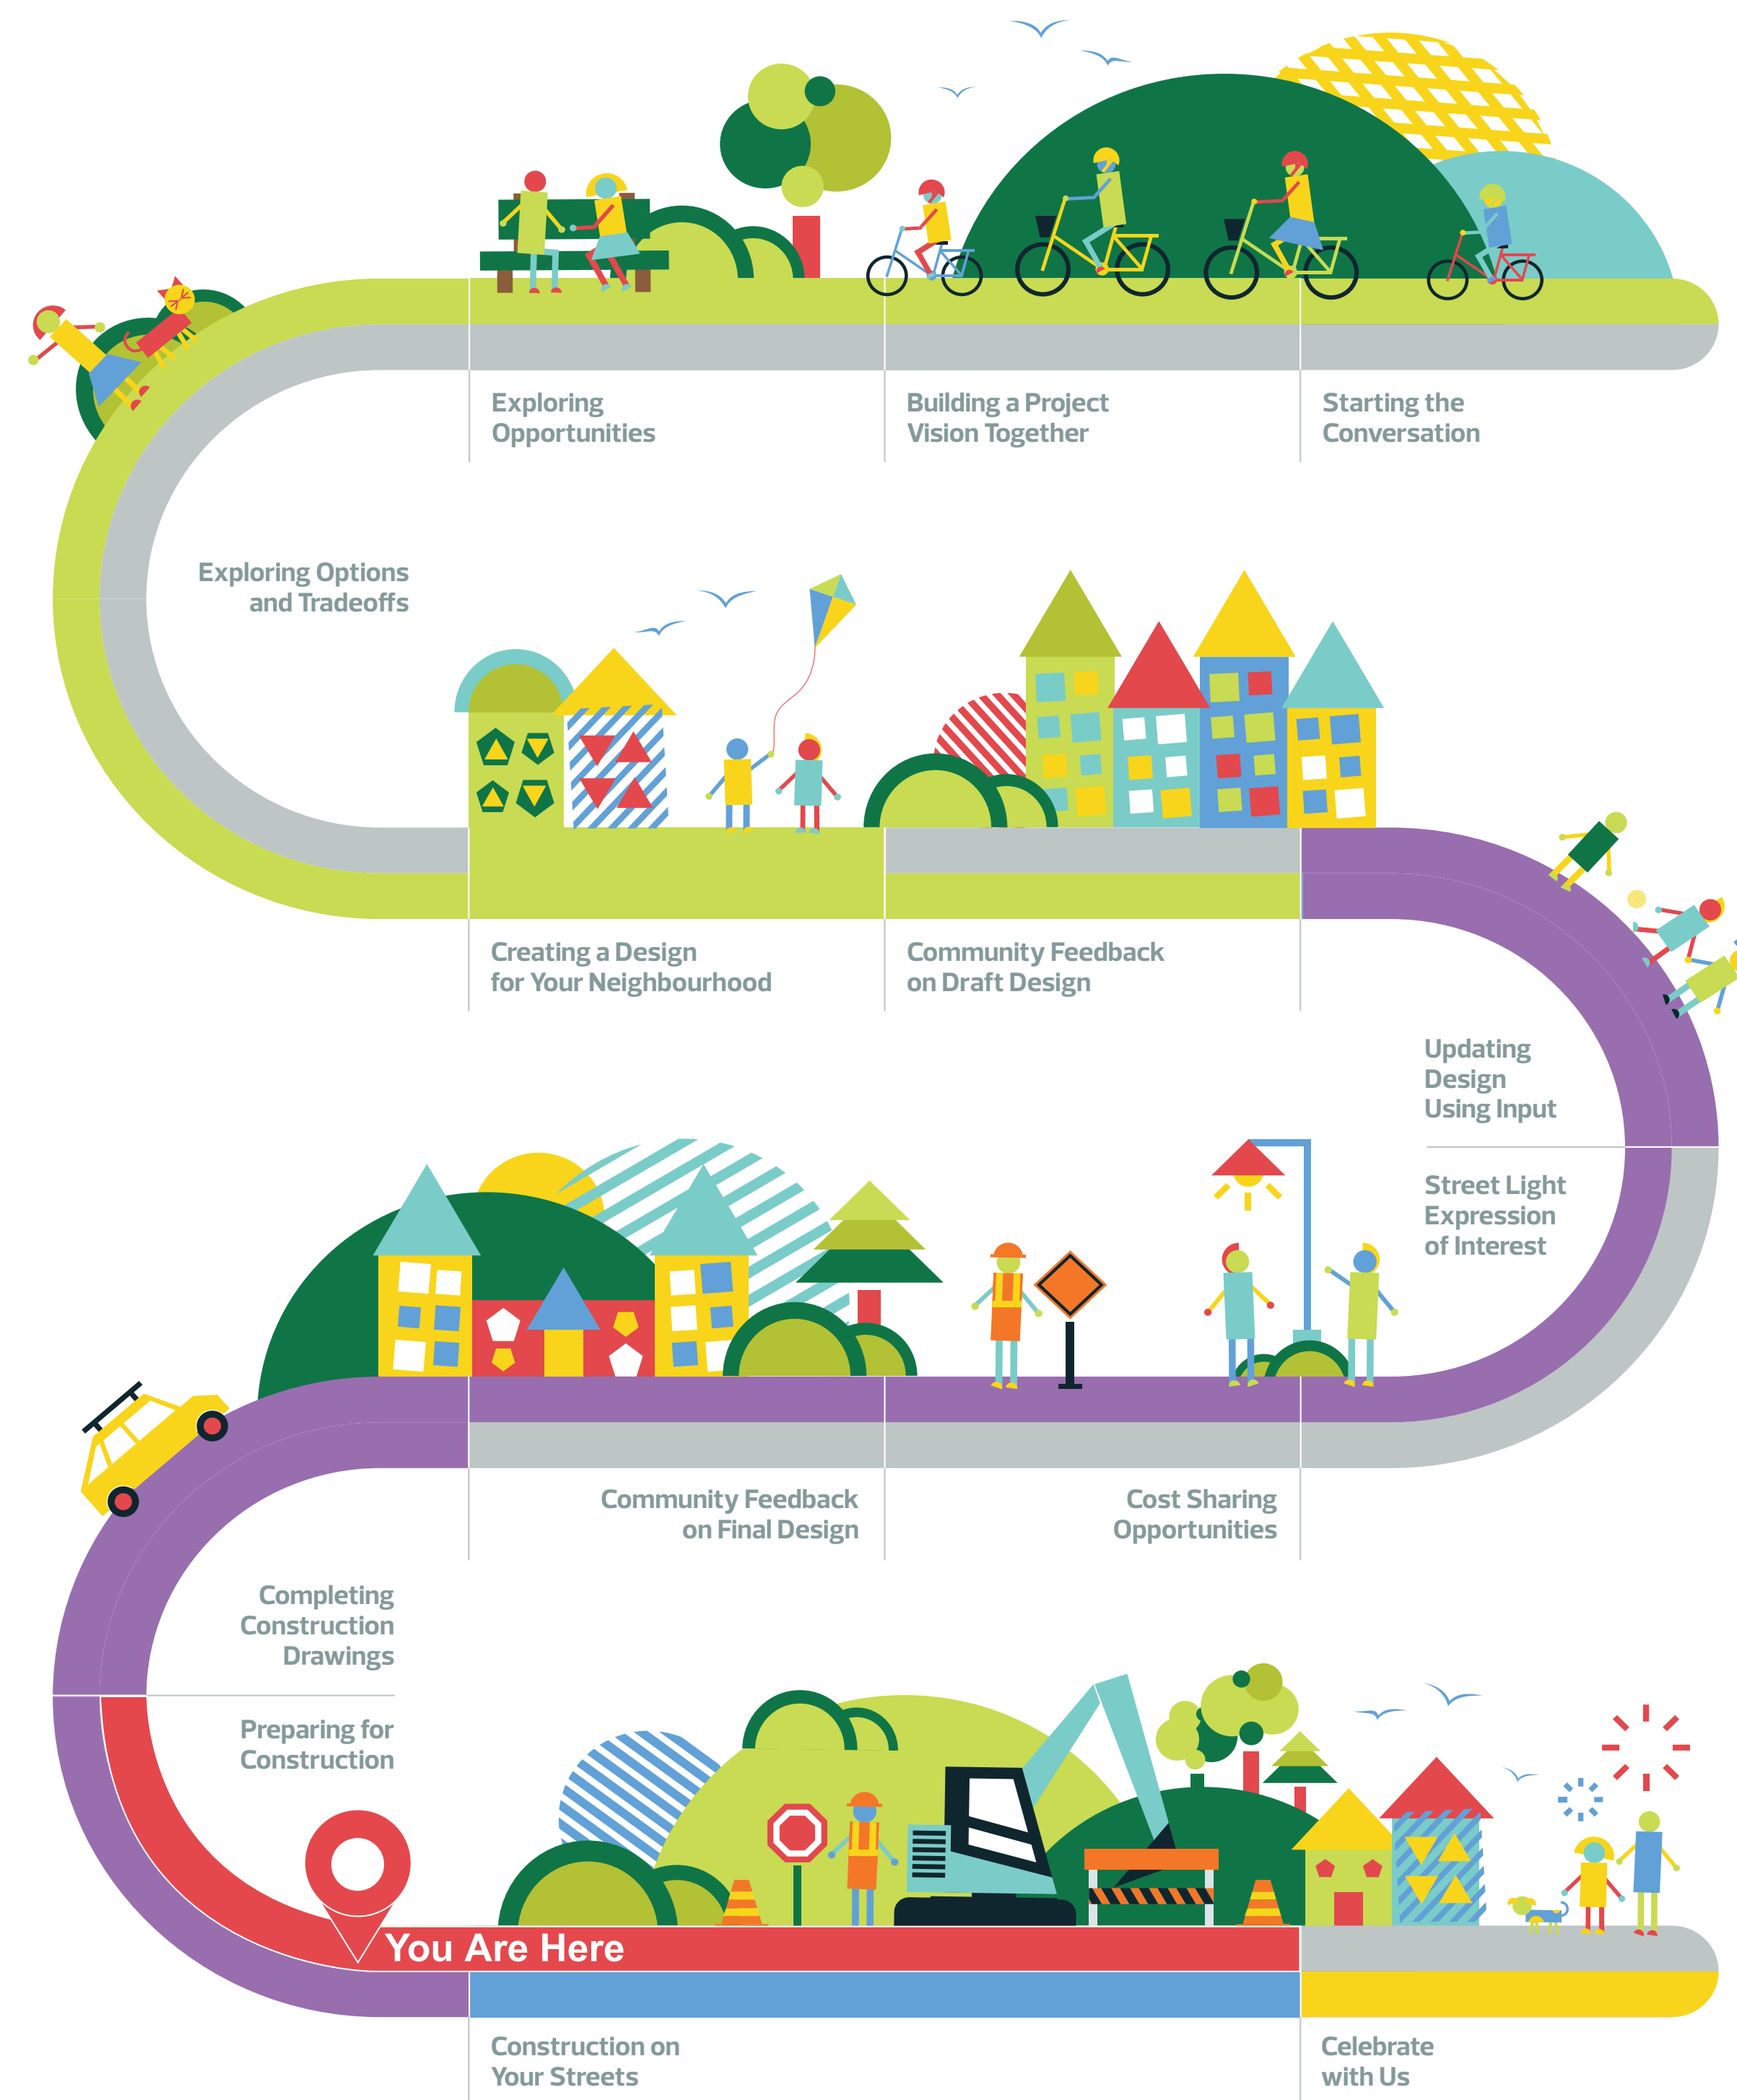 Exploring
Opportunities
Building a Project
Vision Together
Starting the
Conversation
Exploring Options
and Tradeoffs
Creating a Design
for Your Neighbourhood
Community Feedback
on Draft Design
Updating
Design
Using Input
Street Light
Expression
of Interest
Community Feedback
on Final Design
Cost Sharing
Opportunities
Completing
Construction
Drawings
Preparing for
Construction
You Are Here
Construction on
Your Streets
Celebrate
with Us